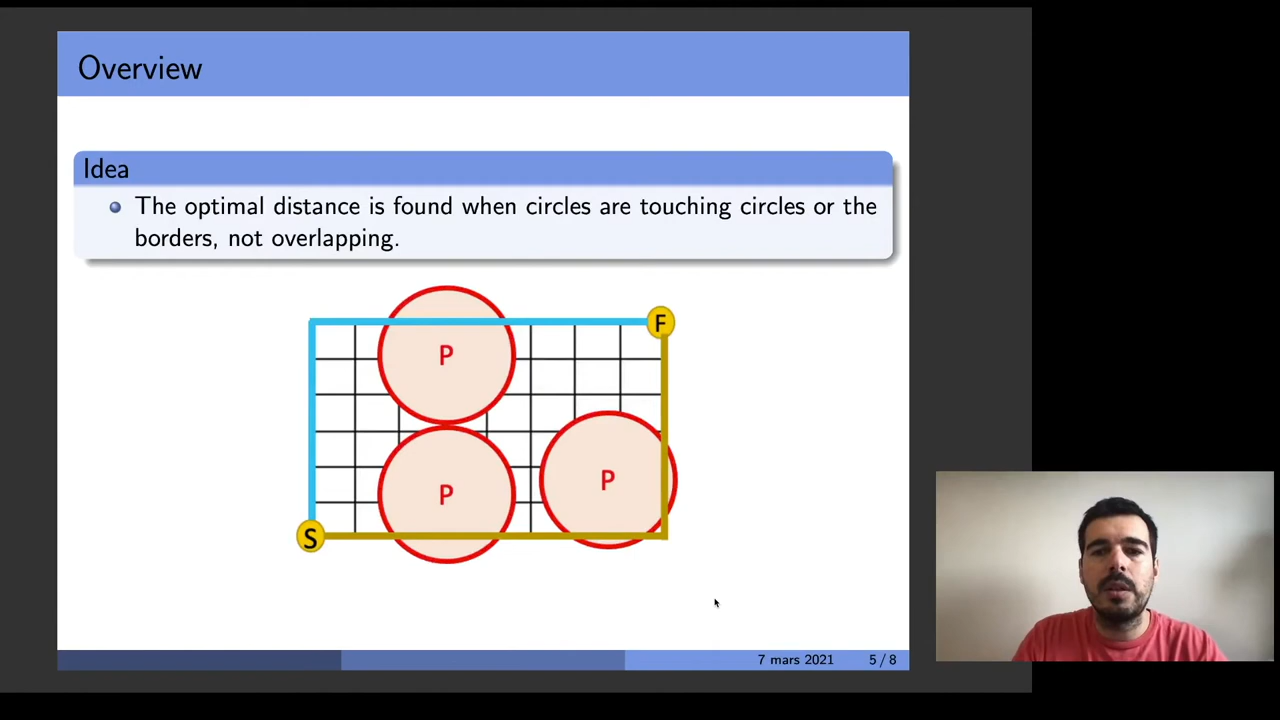 Overview
Idea
The optimal distance is found when circles are touching circles or the
borders, not overlapping.
F
P
P
P
S
7 mars 2021 5 / 8